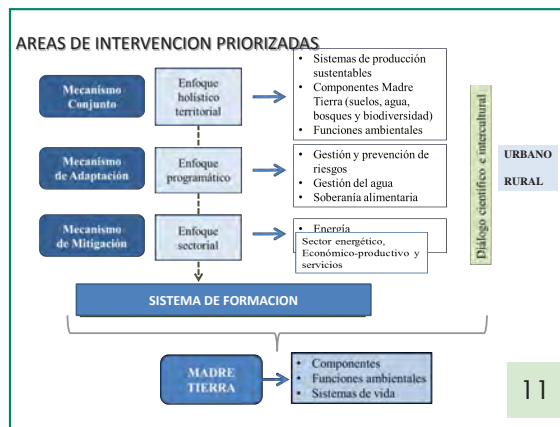 AREAS DE INTERVENCION PRIORIZADAS
Mecanismo
Conjunto
Enfoque
holístico
territorial
• Sistemas de producción
sustentables
• Componentes Madre
Tierra (suelos, agua,
bosques y biodiversidad)
• Funciones ambientales
Mecanismo
de Adaptación
Enfoque
programático
• Gestión y prevención de
riesgos
• Gestión del agua
• Soberanía alimentaria
Mecanismo
de Mitigación
Enfoque
sectorial
• Energía
Sector energético,
Económico-productivo y
servicios
Diálogo científico e intercultural
URBANO
RURAL
SISTEMA DE FORMACION
MADRE
TIERRA
• Componentes
• Funciones ambientales
• Sistemas de vida
11